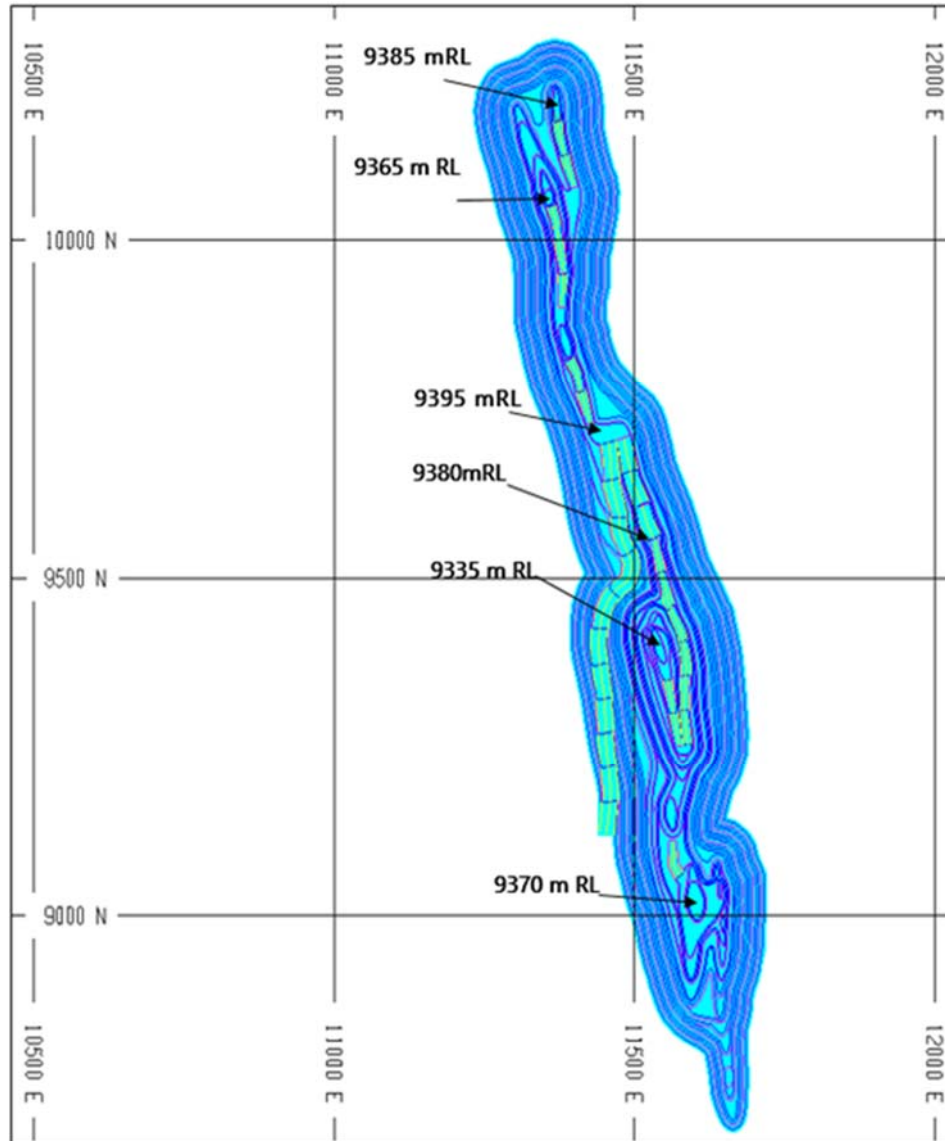 10500 E
11000 E
11500 E
12000 E
9385 mRL
9365 m RL
10000 N
9395 mRL
9380mRL
9335 m RL
9500 N
9370 m RL
9000 N
10500 E
11000 E
11500 E
12000 E